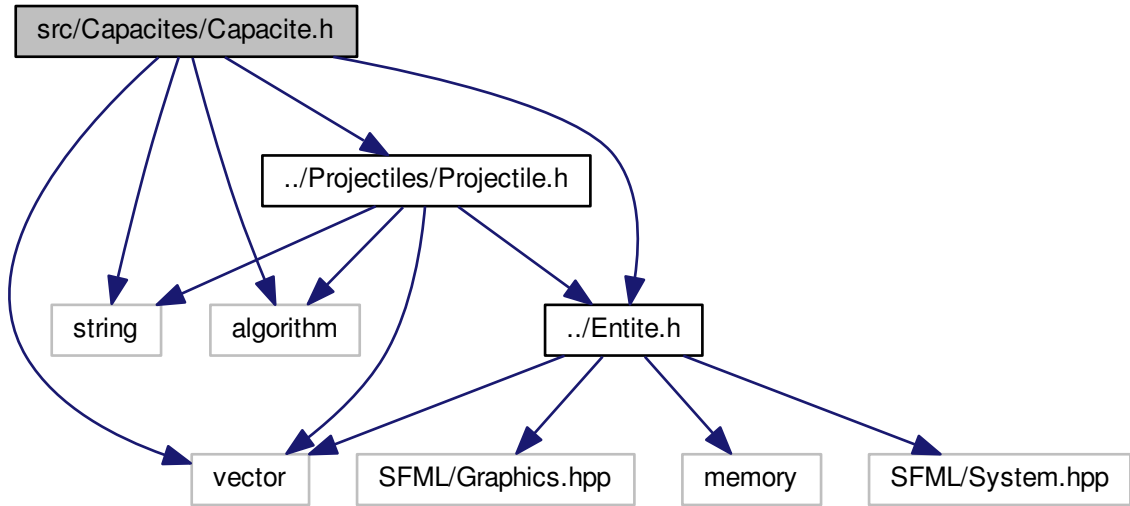 src/Capacites/Capacite.h
../Projectiles/Projectile.h
string
algorithm
../Entite.h
vector
SFML/Graphics.hpp
memory
SFML/System.hpp